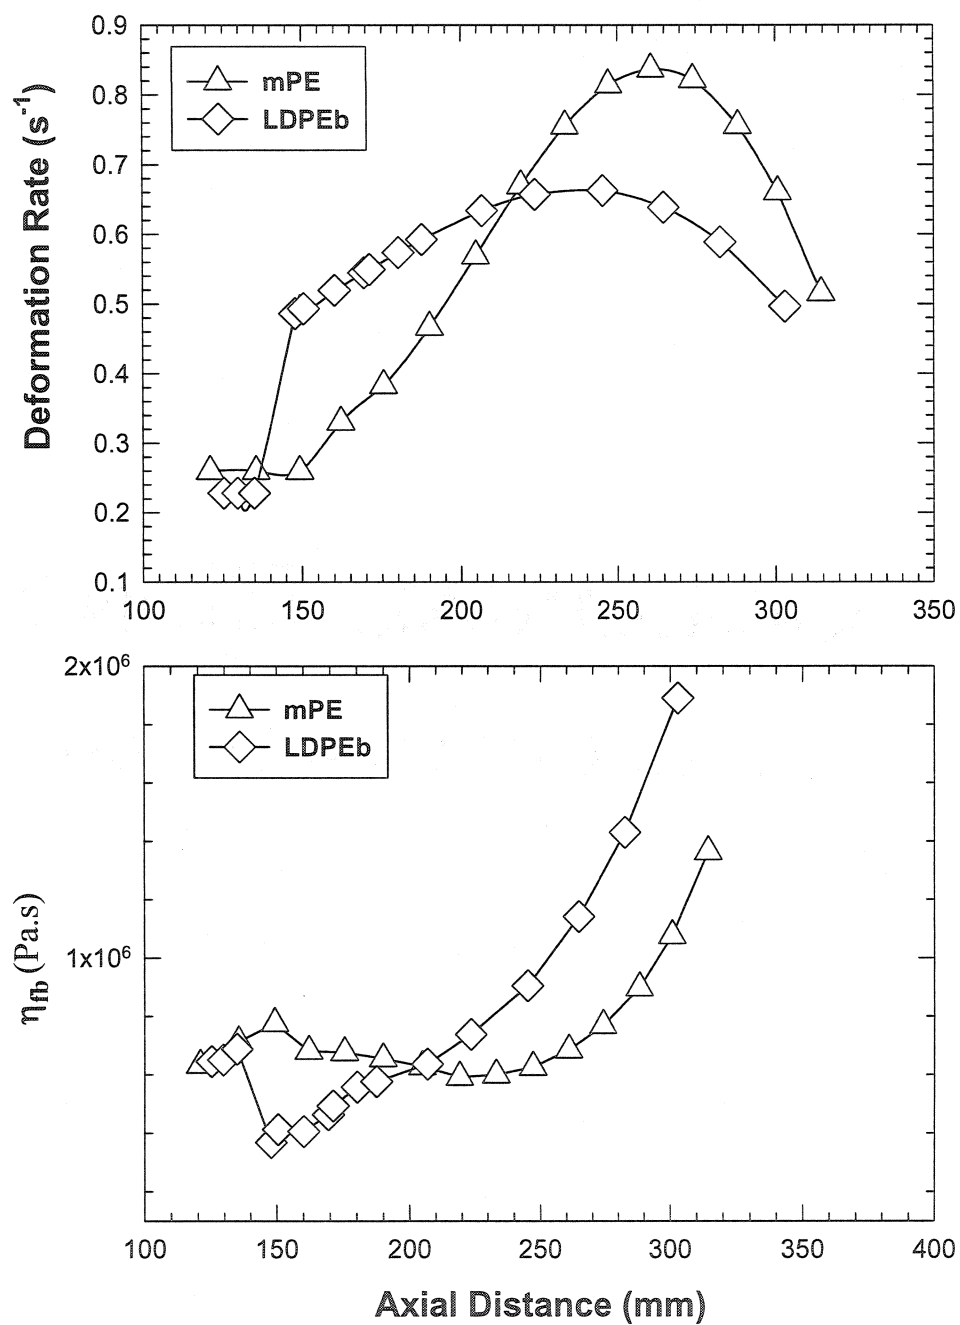 Deformation Rate (s⁻¹)
0.9
0.8
0.7
0.6
0.5
0.4
0.3
0.2
0.1
mPE
LDPEb
100 150 200 250 300 350
η_fb (Pa.s)
2x10⁶
1x10⁶
mPE
LDPEb
100 150 200 250 300 350 400
Axial Distance (mm)